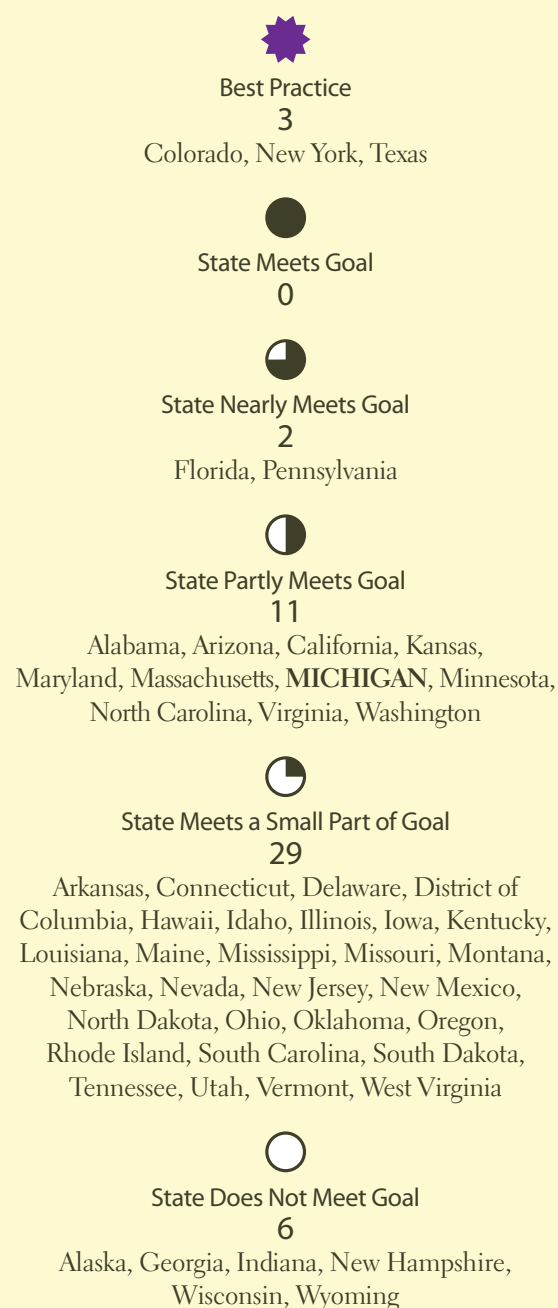 Best Practice
3
Colorado, New York, Texas
State Meets Goal
0
State Nearly Meets Goal
2
Florida, Pennsylvania
State Partly Meets Goal
11
Alabama, Arizona, California, Kansas,
Maryland, Massachusetts, MICHIGAN, Minnesota,
North Carolina, Virginia, Washington
State Meets a Small Part of Goal
29
Arkansas, Connecticut, Delaware, District of
Columbia, Hawaii, Idaho, Illinois, Iowa, Kentucky,
Louisiana, Maine, Mississippi, Missouri, Montana,
Nebraska, Nevada, New Jersey, New Mexico,
North Dakota, Ohio, Oklahoma, Oregon,
Rhode Island, South Carolina, South Dakota,
Tennessee, Utah, Vermont, West Virginia
State Does Not Meet Goal
6
Alaska, Georgia, Indiana, New Hampshire,
Wisconsin, Wyoming